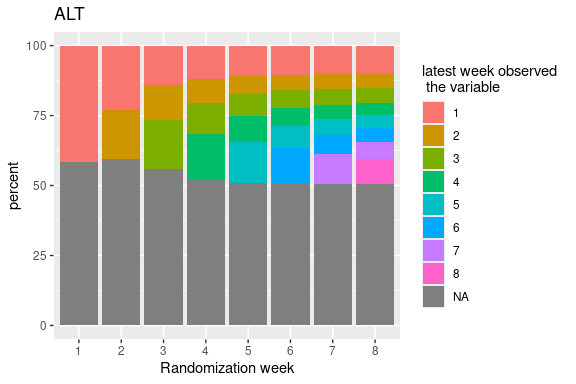 ALT
100
75
50
25
0
percent
1 2 3 4 5 6 7 8
Randomization week
latest week observed
the variable
1
2
3
4
5
6
7
8
NA